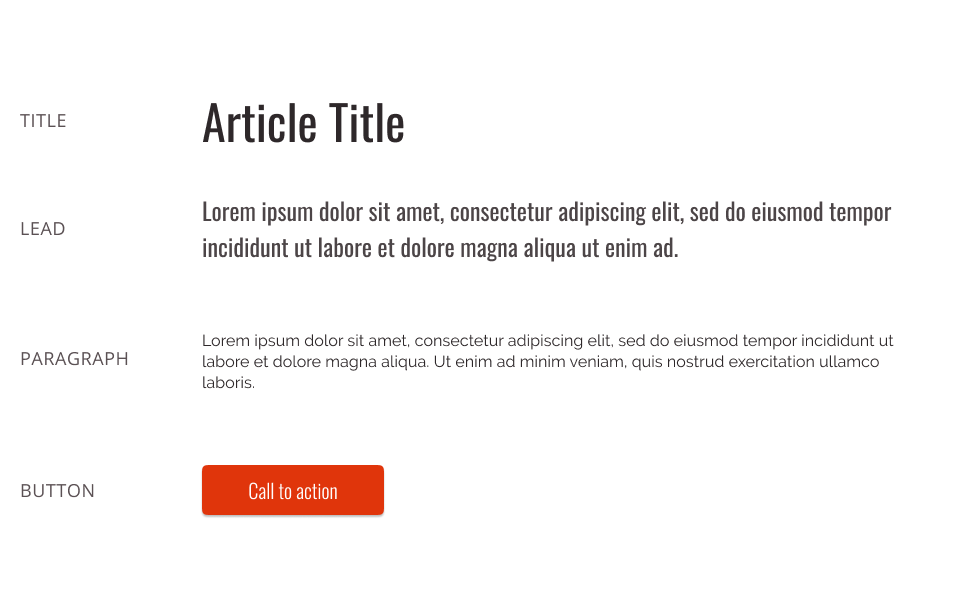 TITLE
Article Title
LEAD
Lorem ipsum dolor sit amet, consectetur adipiscing elit, sed do eiusmod tempor
incididunt ut labore et dolore magna aliqua ut enim ad.
PARAGRAPH
Lorem ipsum dolor sit amet, consectetur adipiscing elit, sed do eiusmod tempor incididunt ut
labore et dolore magna aliqua. Ut enim ad minim veniam, quis nostrud exercitation ullamco
laboris.
BUTTON
Call to action